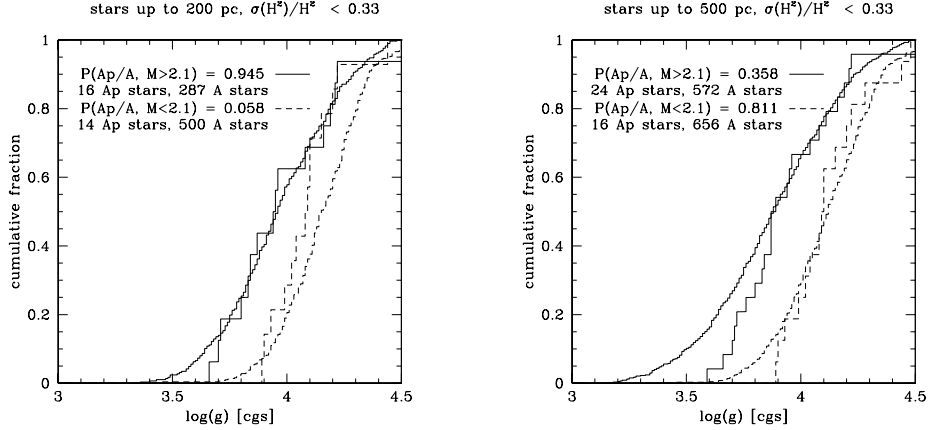 stars up to 200 pc, σ(H²)/H² < 0.33
1
P(Ap/A, M>2.1) = 0.945
16 Ap stars, 287 A stars
P(Ap/A, M<2.1) = 0.058
14 Ap stars, 500 A stars
0.8
0.6
0.4
0.2
0
cumulative fraction
3
3.5
4
4.5
log(g) [cgs]
stars up to 500 pc, σ(H²)/H² < 0.33
1
P(Ap/A, M>2.1) = 0.358
24 Ap stars, 572 A stars
P(Ap/A, M<2.1) = 0.811
16 Ap stars, 656 A stars
0.8
0.6
0.4
0.2
0
cumulative fraction
3
3.5
4
4.5
log(g) [cgs]